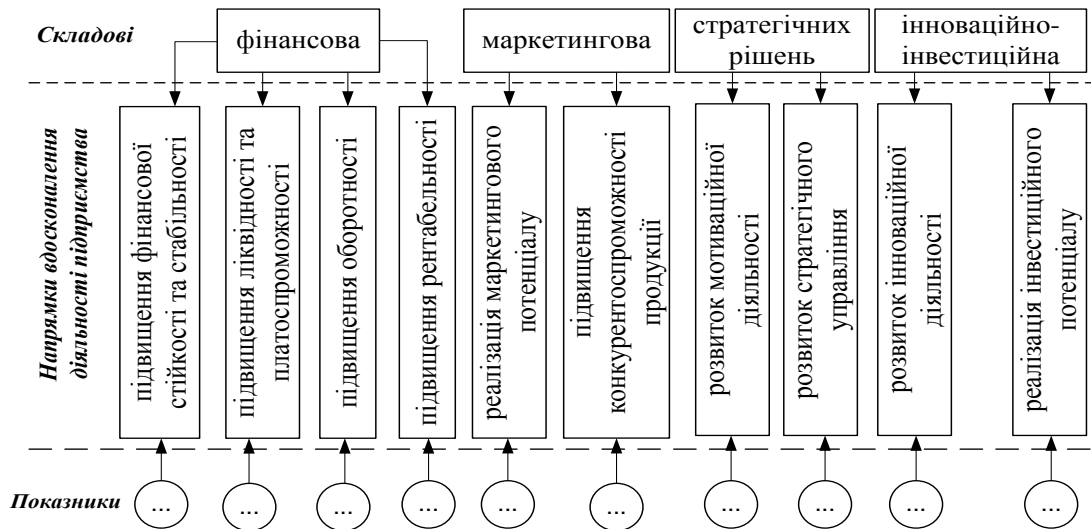 Складові
фінансова
маркетингова
стратегічних
рішень
інноваційно-
інвестиційна
Напрямки вдосконалення
діяльності підприємства
підвищення фінансової
стійкості та стабільності
підвищення ліквідності та
платоспроможності
підвищення оборотності
підвищення рентабельності
реалізація маркетингового
потенціалу
підвищення
конкурентоспроможності
продукції
розвиток мотиваційної
діяльності
розвиток стратегічного
управління
розвиток інноваційної
діяльності
реалізація інвестиційного
потенціалу
Показники
...
...
...
...
...
...
...
...
...
...